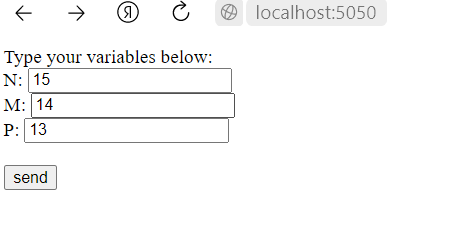 Я localhost:5050
Type your variables below:
N: 15
M: 14
P: 13
send